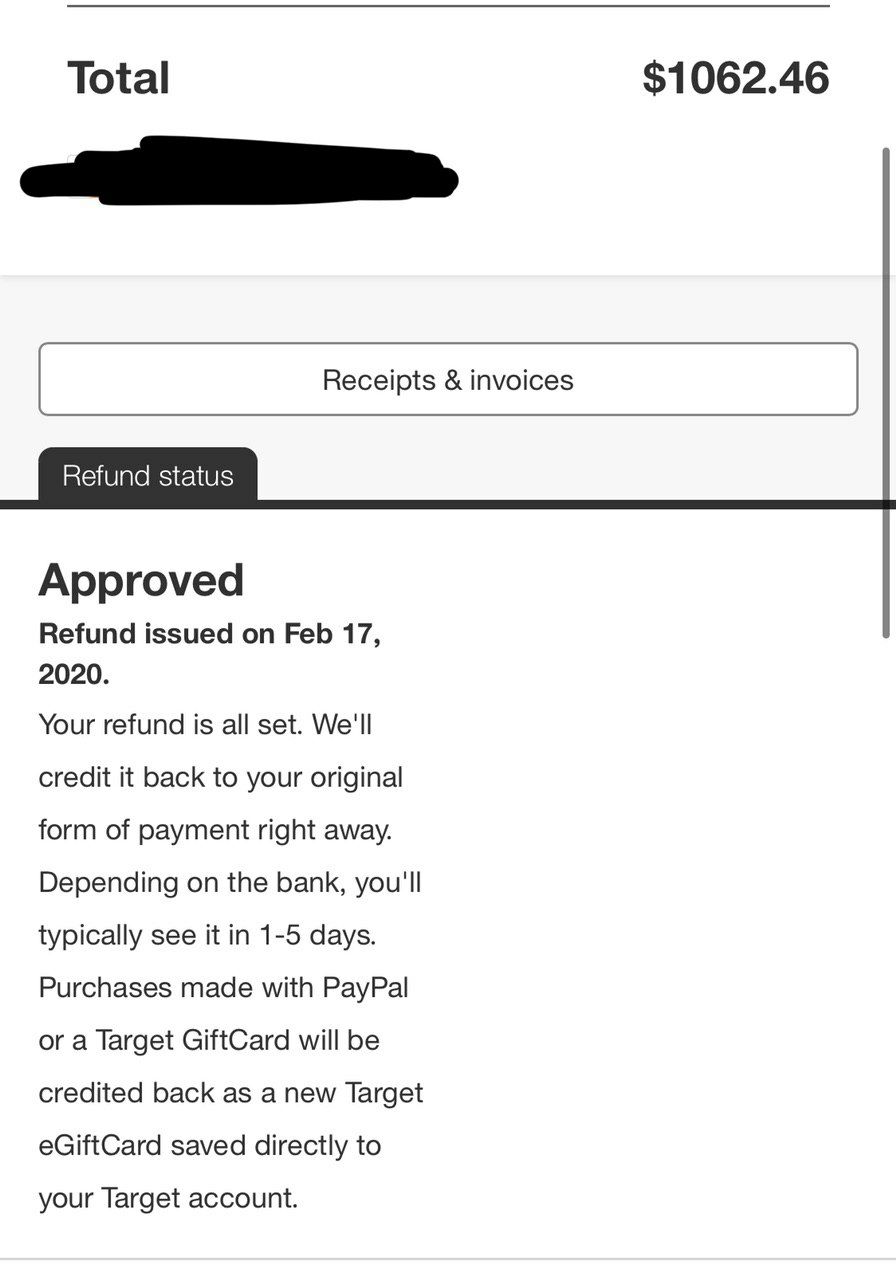 Total $1062.46
Receipts & invoices
Refund status
Approved
Refund issued on Feb 17,
2020.
Your refund is all set. We'll
credit it back to your original
form of payment right away.
Depending on the bank, you'll
typically see it in 1-5 days.
Purchases made with PayPal
or a Target GiftCard will be
credited back as a new Target
eGiftCard saved directly to
your Target account.